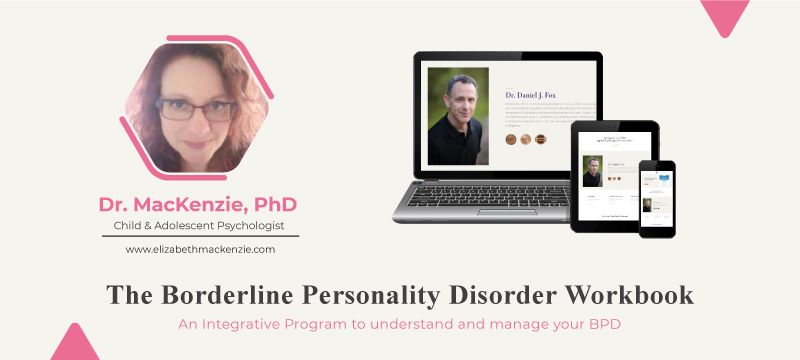 Dr. MacKenzie, PhD
Child & Adolescent Psychologist
www.elizabethmackenzie.com
Dr. Daniel J. Fox
The Borderline Personality Disorder Workbook
An Integrative Program to understand and manage your BPD